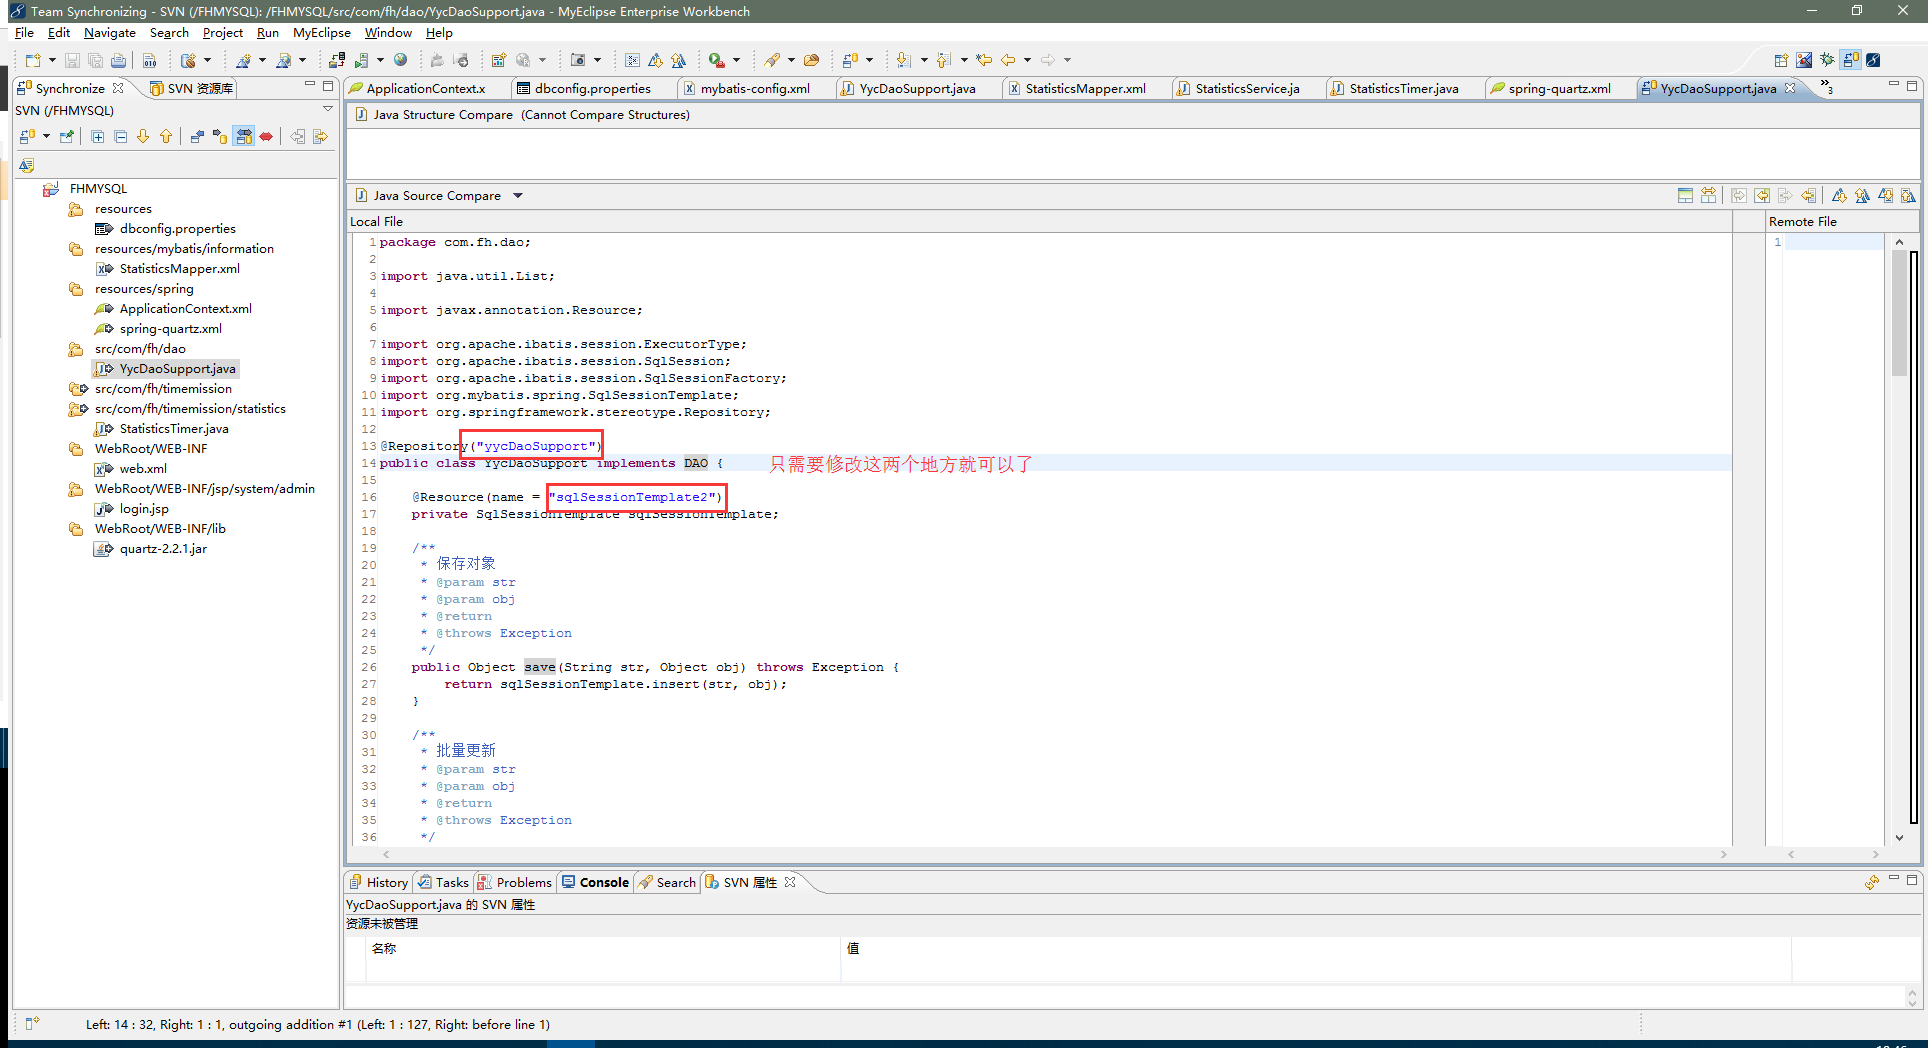 Team Synchronizing - SVN (/FHMYSQL): /FHMYSQL/src/com/fh/dao/YycDaoSupport.java - MyEclipse Enterprise Workbench
File Edit Navigate Search Project Run MyEclipse Window Help
Synchronize SVN 资源库
ApplicationContext.x dbconfig.properties mybatis-config.xml YycDaoSupport.java StatisticsMapper.xml StatisticsService.ja StatisticsTimer.java spring-quartz.xml YycDaoSupport.java »3
SVN (/FHMYSQL)
FHMYSQL
resources
dbconfig.properties
resources/mybatis/information
StatisticsMapper.xml
resources/spring
ApplicationContext.xml
spring-quartz.xml
src/com/fh/dao
YycDaoSupport.java
src/com/fh/timemission
src/com/fh/timemission/statistics
StatisticsTimer.java
WebRoot/WEB-INF
web.xml
WebRoot/WEB-INF/jsp/system/admin
login.jsp
WebRoot/WEB-INF/lib
quartz-2.2.1.jar
Java Structure Compare (Cannot Compare Structures)
Java Source Compare
Local File
Remote File
1 package com.fh.dao;
2
3 import java.util.List;
4
5 import javax.annotation.Resource;
6
7 import org.apache.ibatis.session.ExecutorType;
8 import org.apache.ibatis.session.SqlSession;
9 import org.apache.ibatis.session.SqlSessionFactory;
10 import org.mybatis.spring.SqlSessionTemplate;
11 import org.springframework.stereotype.Repository;
12
13 @Repository("yycDaoSupport")
14 public class YycDaoSupport implements DAO {
只需要修改这两个地方就可以了
15
16 @Resource(name = "sqlSessionTemplate2")
17 private SqlSessionTemplate sqlSessionTemplate;
18
19 /**
20 * 保存对象
21 * @param str
22 * @param obj
23 * @return
24 * @throws Exception
25 */
26 public Object save(String str, Object obj) throws Exception {
27 return sqlSessionTemplate.insert(str, obj);
28 }
29
30 /**
31 * 批量更新
32 * @param str
33 * @param obj
34 * @return
35 * @throws Exception
36 */
1
History Tasks Problems Console Search SVN 属性
YycDaoSupport.java 的 SVN 属性
资源未被管理
名称 值
Left: 14 : 32, Right: 1 : 1, outgoing addition #1 (Left: 1 : 127, Right: before line 1)